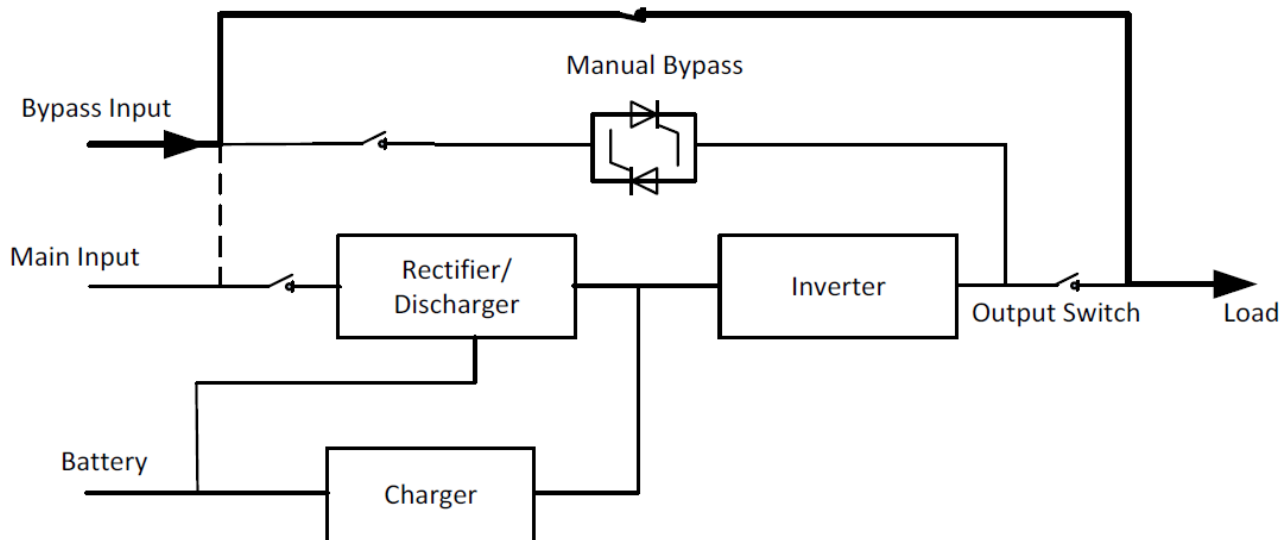 Manual Bypass
Bypass Input
Main Input
Rectifier/
Discharger
Inverter
Output Switch
Load
Battery
Charger